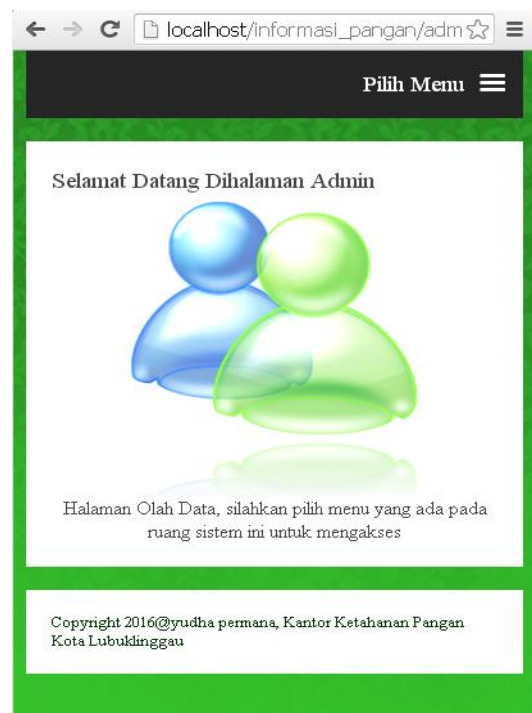 localhost/informasi_pangan/adm
Pilih Menu
Selamat Datang Dihalaman Admin
Halaman Olah Data, silahkan pilih menu yang ada pada
ruang sistem ini untuk mengakses
Copyright 2016@yudha permana, Kantor Ketahanan Pangan
Kota Lubuklinggau